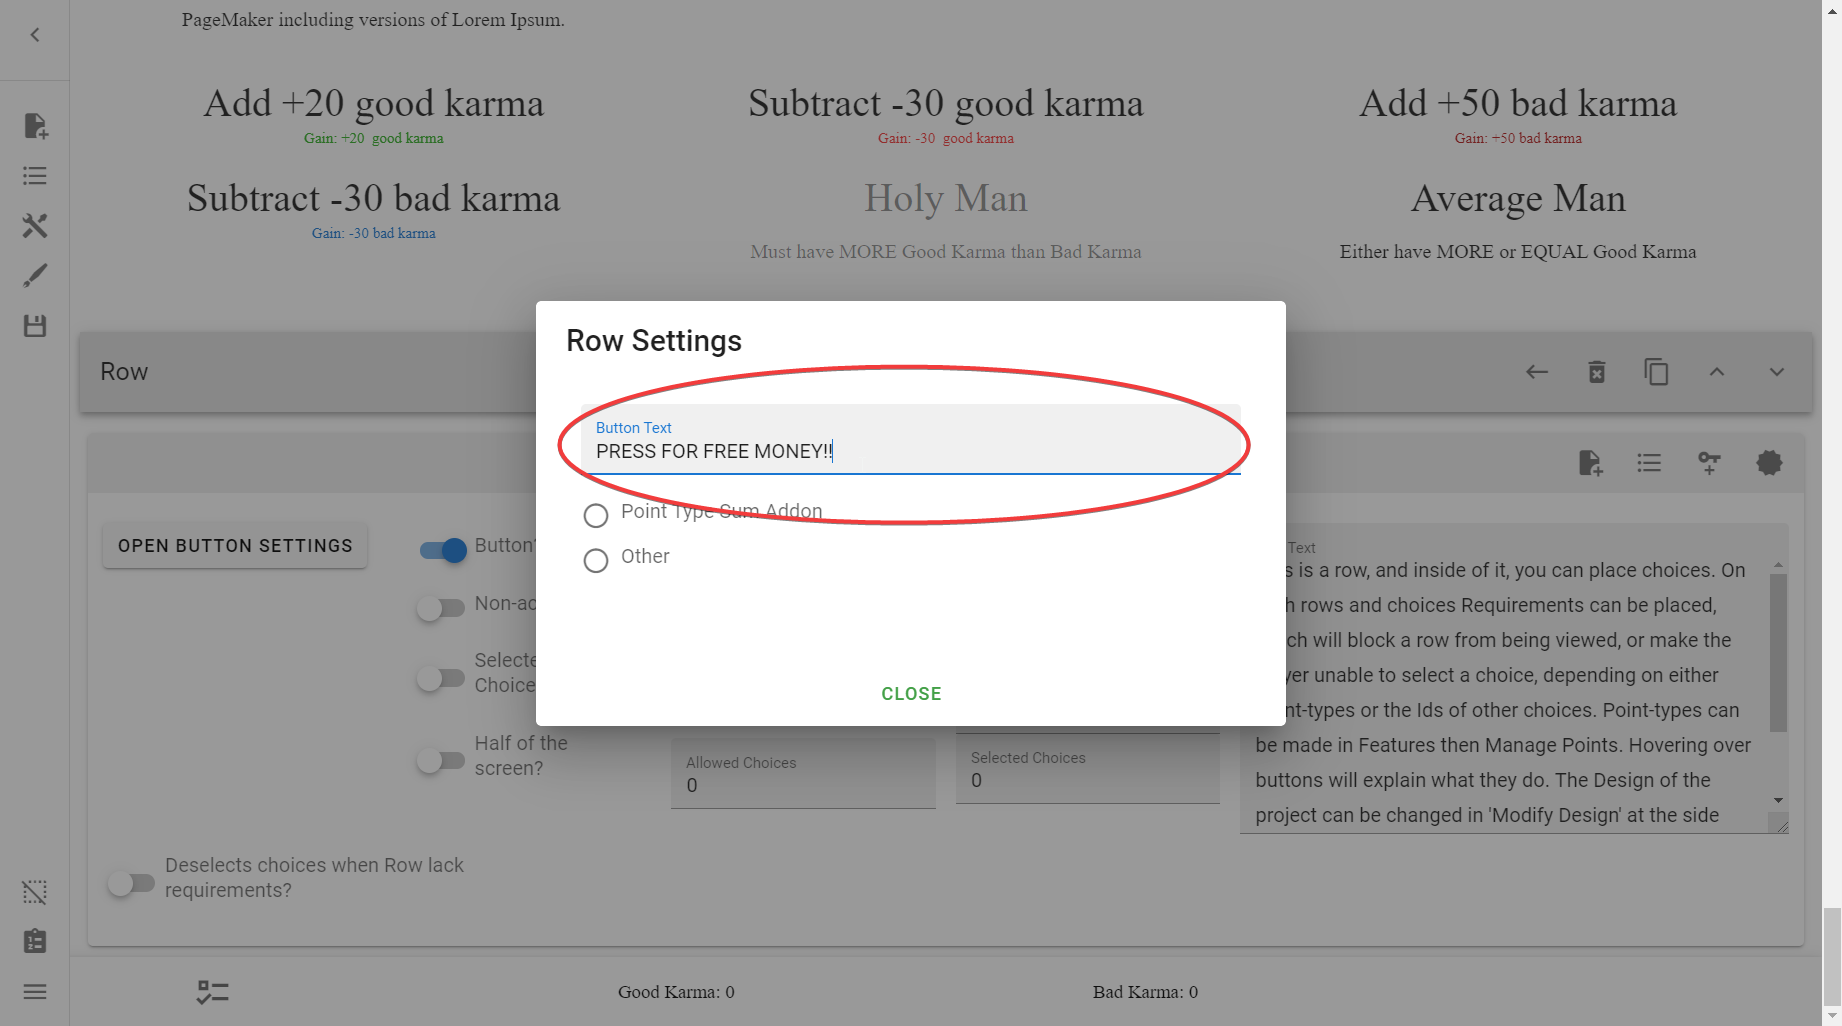 PageMaker including versions of Lorem Ipsum.
Add +20 good karma
Gain: +20 good karma
Subtract -30 good karma
Gain: -30 good karma
Add +50 bad karma
Gain: +50 bad karma
Subtract -30 bad karma
Gain: -30 bad karma
Holy Man
Must have MORE Good Karma than Bad Karma
Average Man
Either have MORE or EQUAL Good Karma
Row
Row Settings
Button Text
PRESS FOR FREE MONEY!!
Point Type Sum Addon
Other
CLOSE
OPEN BUTTON SETTINGS
Button?
Non-ac
Selecte
Choice
Half of the
screen?
Allowed Choices
0
Selected Choices
0
Text
s is a row, and inside of it, you can place choices. On
h rows and choices Requirements can be placed,
ch will block a row from being viewed, or make the
yer unable to select a choice, depending on either
nt-types or the Ids of other choices. Point-types can
be made in Features then Manage Points. Hovering over
buttons will explain what they do. The Design of the
project can be changed in 'Modify Design' at the side
Deselects choices when Row lack
requirements?
Good Karma: 0
Bad Karma: 0